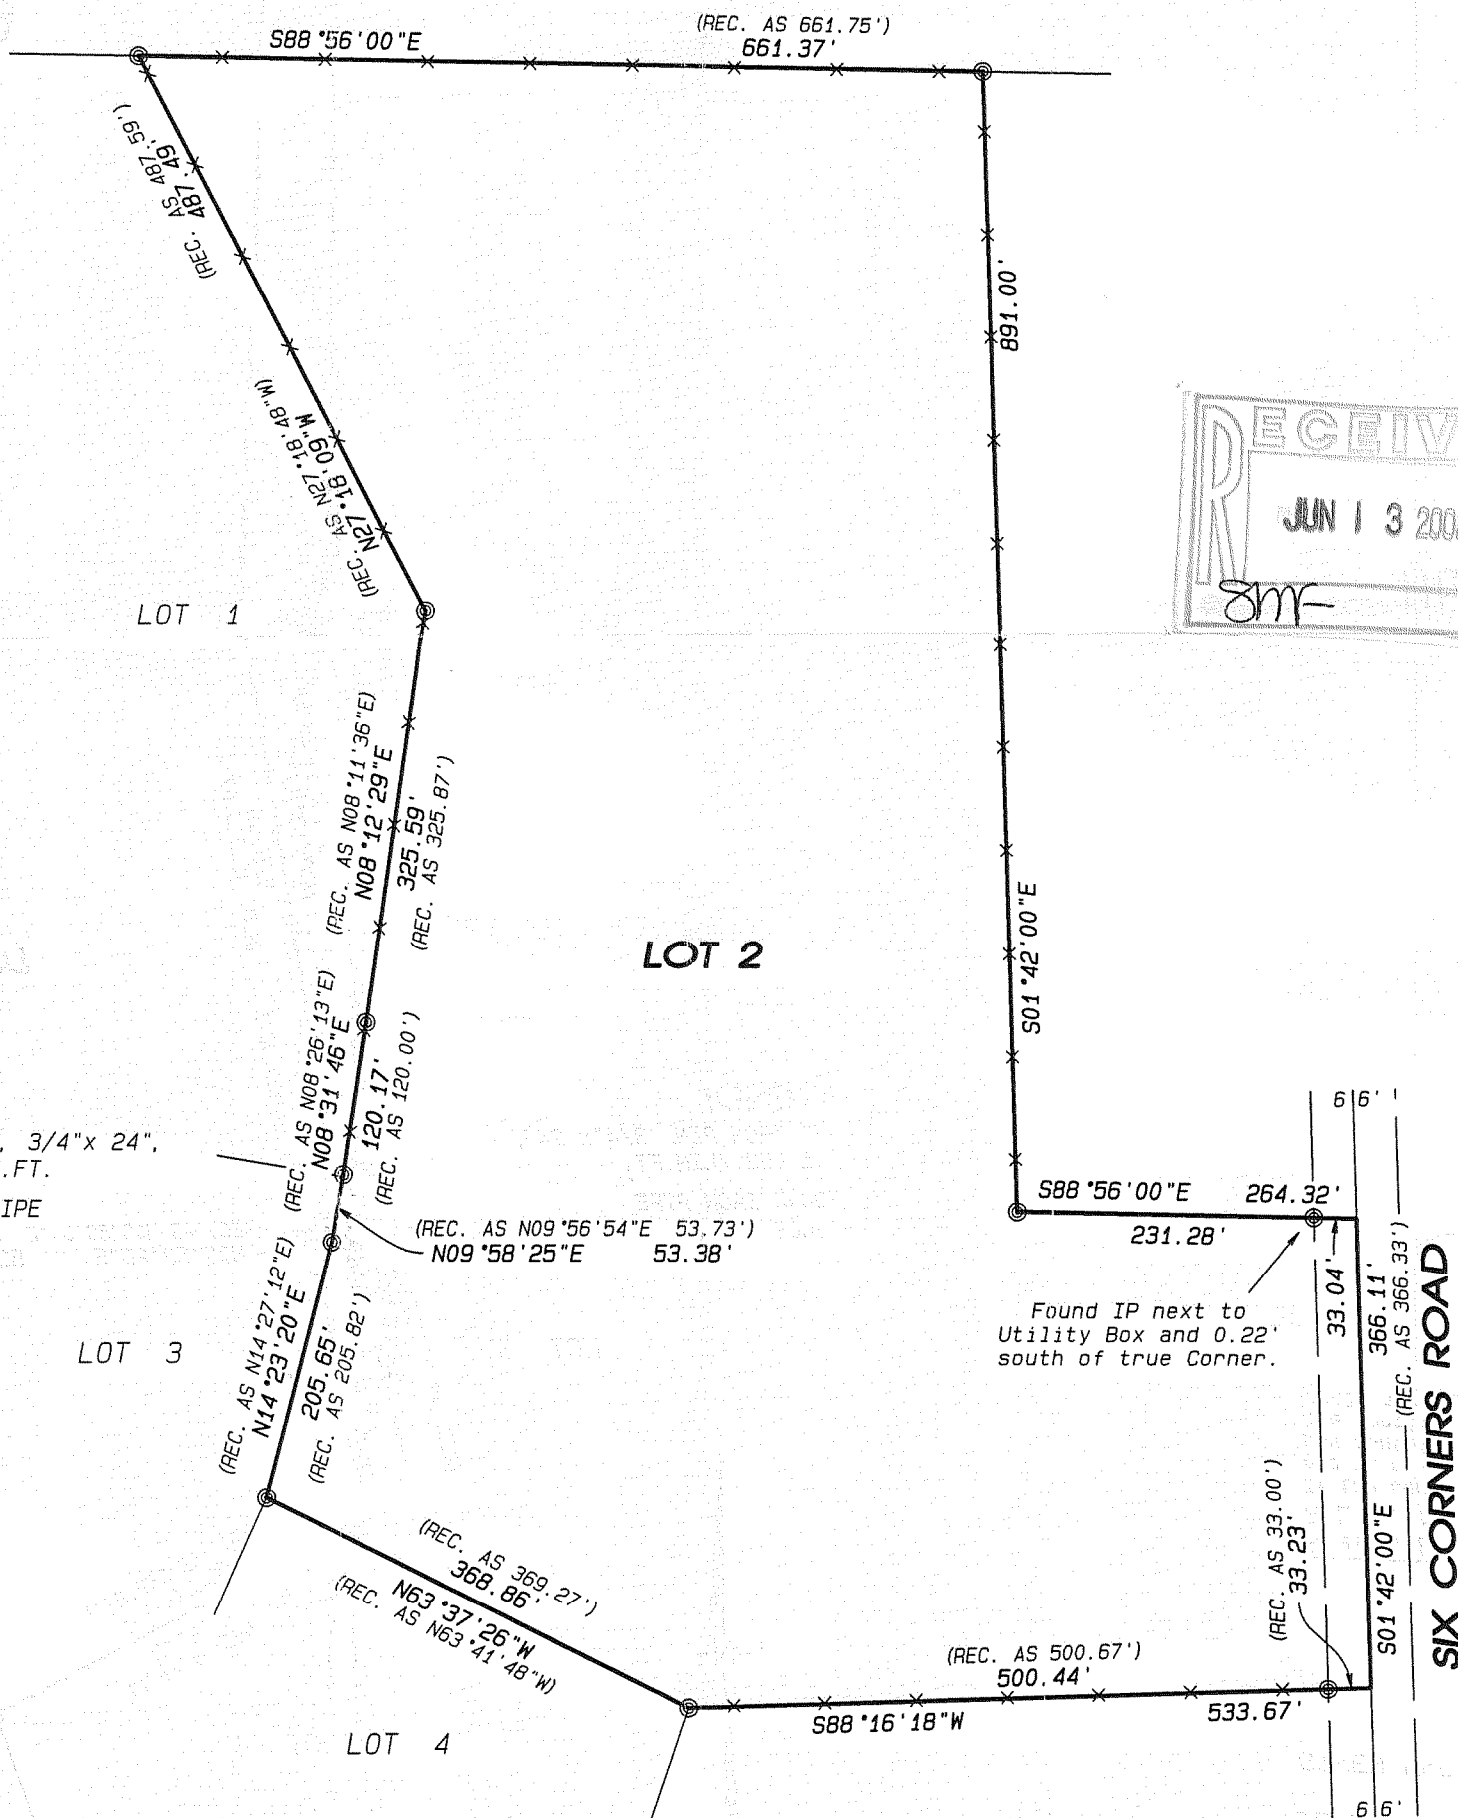 (REC. AS 661.75')
S88°56'00"E
661.37'
(REC. AS 487.59')
487.49'
891.00'
(REC. AS N27°18'48"W)
N27°18'09"W
RECEIV
JUN 13 200
LOT 1
(REC. AS N08°11'36"E)
N08°12'29"E
325.59'
(REC. AS 325.87')
LOT 2
S01°42'00"E
(REC. AS N08°26'13"E)
N08°31'46"E
120.17'
(REC. AS 120.00')
3/4"x 24",
.FT.
IPE
66'
S88°56'00"E
264.32'
231.28'
(REC. AS N09°56'54"E 53.73')
N09°58'25"E 53.38'
33.04'
366.11'
(REC. AS 366.33')
Found IP next to
Utility Box and 0.22'
south of true Corner.
LOT 3
(REC. AS N14°27'12"E)
N14°23'20"E
205.65'
(REC. AS 205.82')
SIX CORNERS ROAD
(REC. AS 33.00')
33.23'
S01°42'00"E
(REC. AS 369.27')
368.86'
N63°37'26"W
(REC. AS N63°41'48"W)
(REC. AS 500.67')
500.44'
S88°16'18"W
533.67'
LOT 4
66'